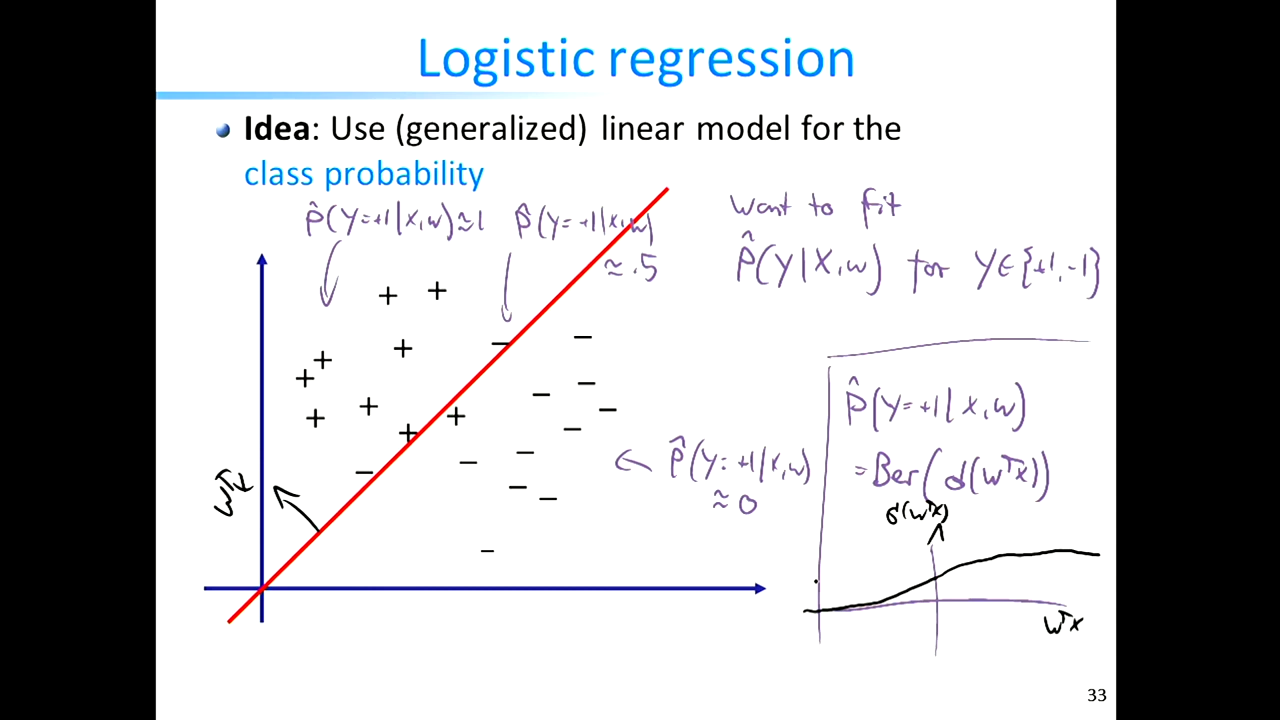 Logistic regression
Idea: Use (generalized) linear model for the
class probability
P̂(Y=+1|X,w)≈1
P̂(Y=+1|X,w)
≈.5
Want to fit
P̂(Y|X,w) for Y∈{+1,-1}
P̂(Y=+1|X,w)
≈0
P̂(Y=+1|X,w)
=Ber(σ(wᵀx))
σ(wᵀx)
wᵀx
wᵀx
33